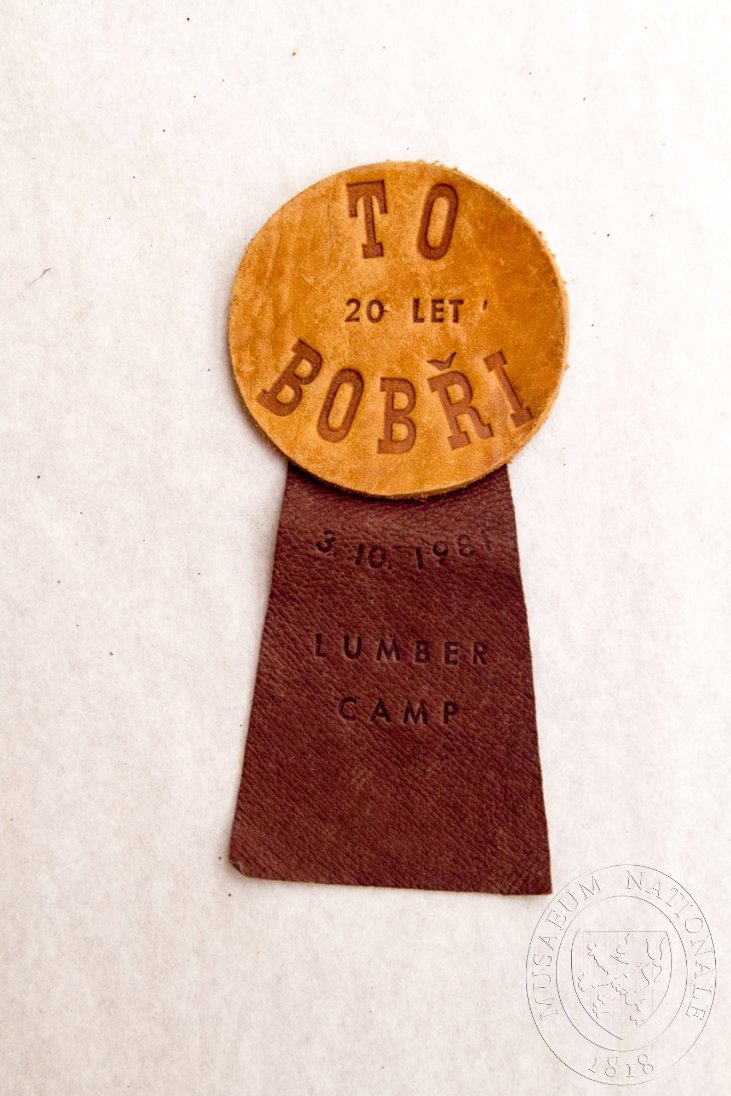 TO
20 LET
BOBŘI
3. 10. 1981
LUMBER
CAMP
MUSAEUM NATIONALE
1818